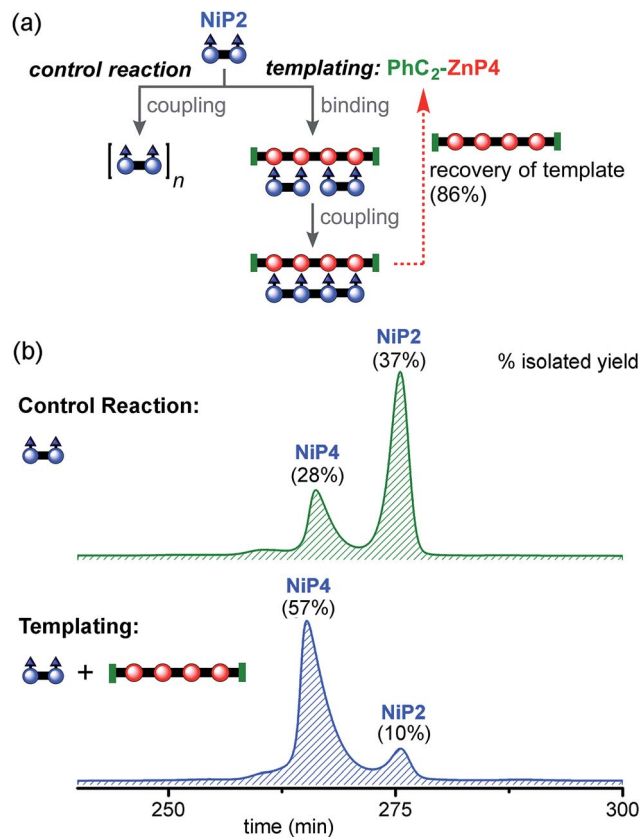 (a)
NiP2
control reaction
templating: PhC2-ZnP4
coupling
binding
[ ]n
recovery of template
(86%)
coupling
(b)
NiP2
(37%)
% isolated yield
Control Reaction:
NiP4
(28%)
NiP4
(57%)
Templating:
+
NiP2
(10%)
250
275
300
time (min)